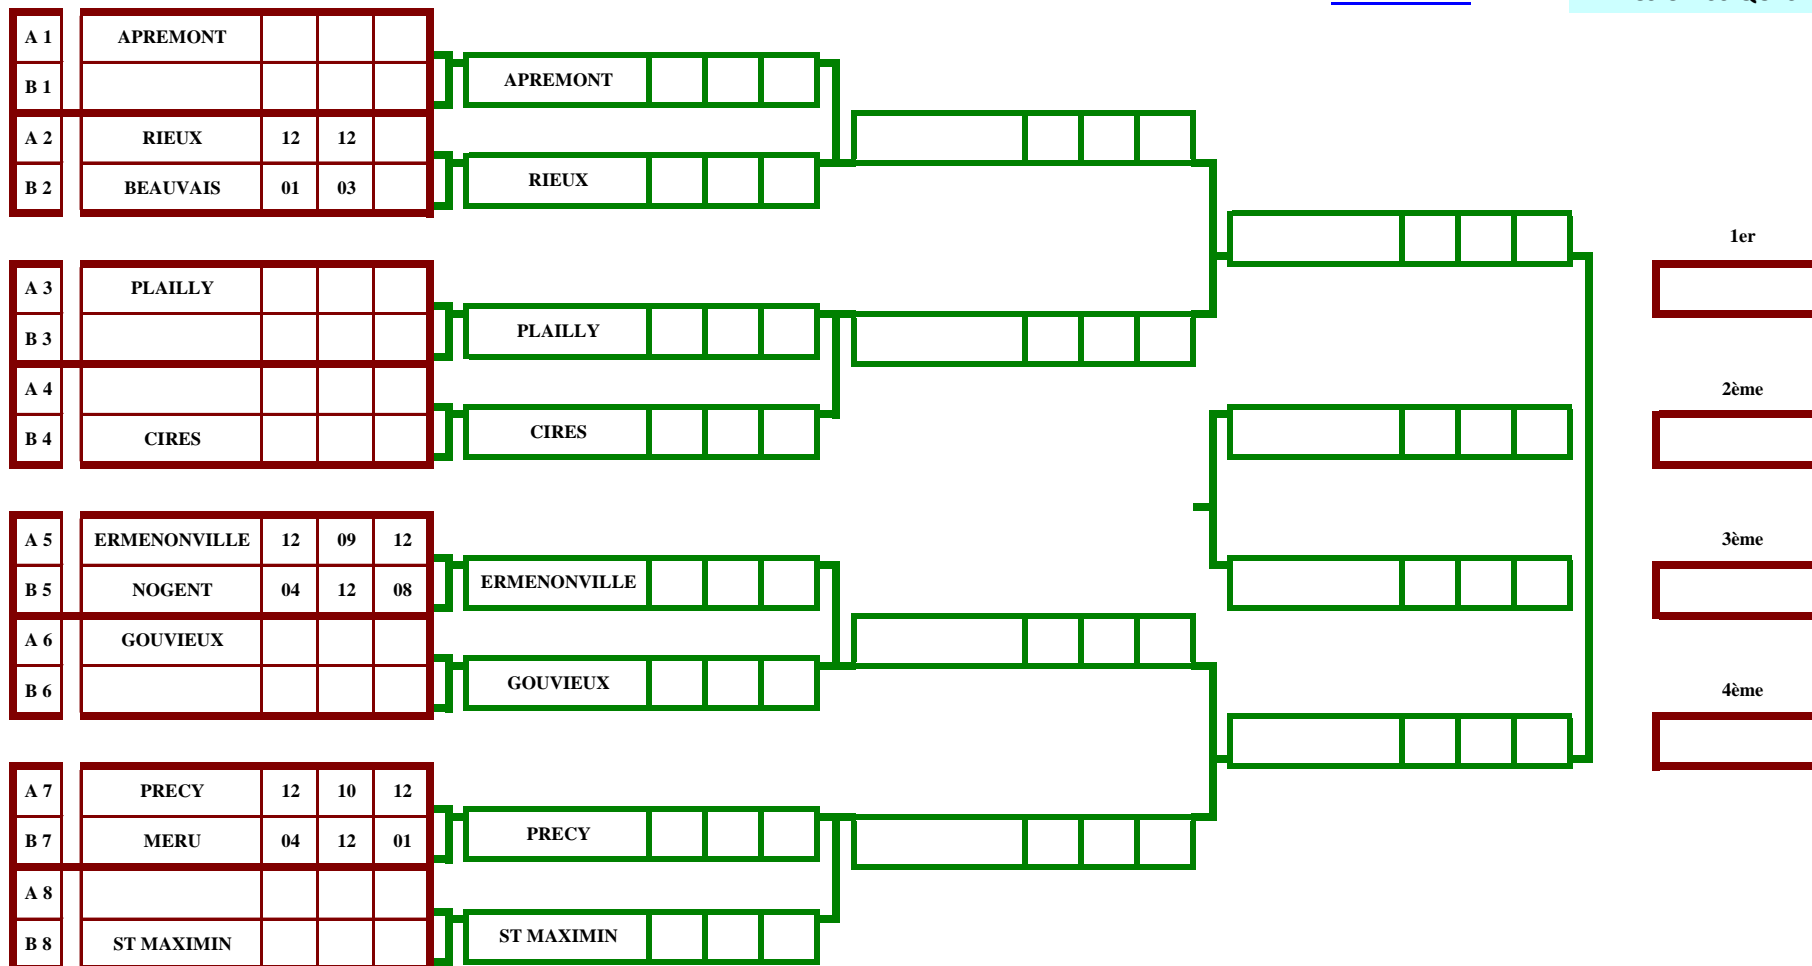 A 1 APREMONT
B 1
APREMONT
A 2 RIEUX 12 12
B 2 BEAUVAIS 01 03
RIEUX
1er
A 3 PLAILLY
B 3
PLAILLY
A 4
B 4 CIRES
CIRES
2ème
A 5 ERMENONVILLE 12 09 12
B 5 NOGENT 04 12 08
ERMENONVILLE
3ème
A 6 GOUVIEUX
B 6
GOUVIEUX
4ème
A 7 PRECY 12 10 12
B 7 MERU 04 12 01
PRECY
A 8
B 8 ST MAXIMIN
ST MAXIMIN